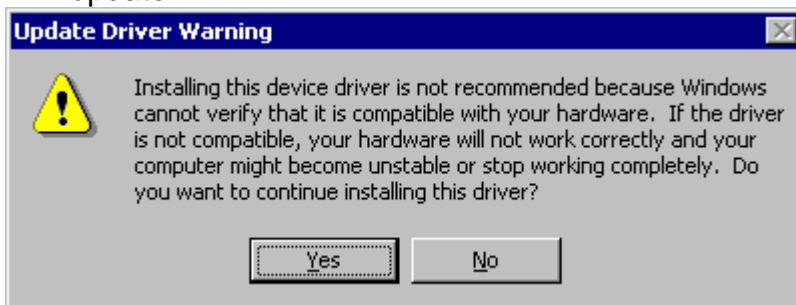 update
Update Driver Warning
Installing this device driver is not recommended because Windows
cannot verify that it is compatible with your hardware. If the driver
is not compatible, your hardware will not work correctly and your
computer might become unstable or stop working completely. Do
you want to continue installing this driver?
Yes No